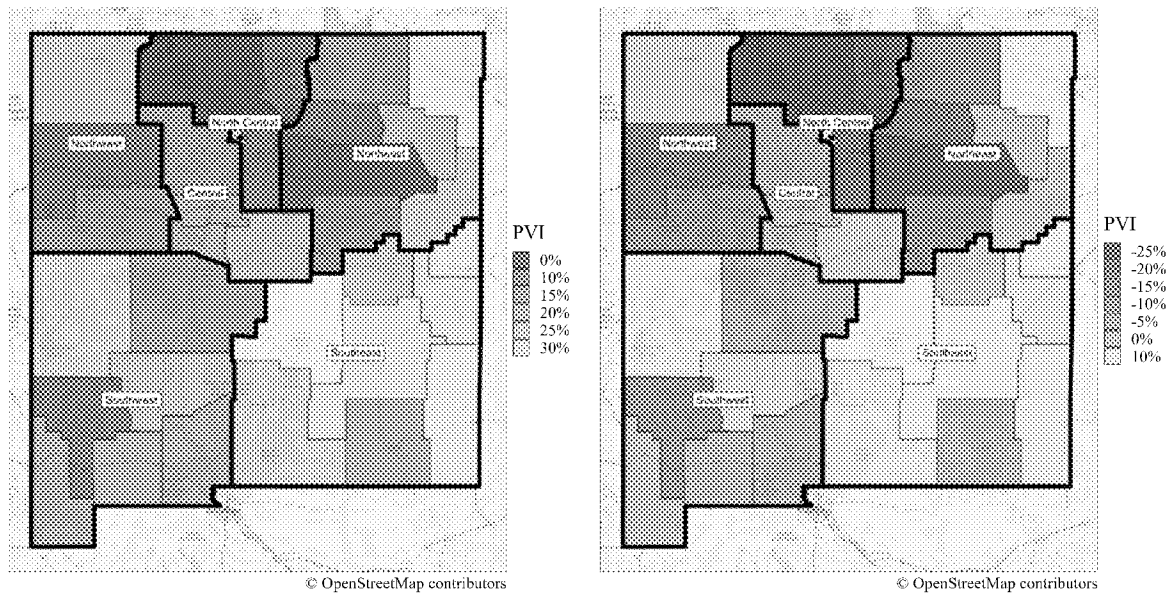 North Central
Northwest
Northeast
Central
Southeast
Southwest
PVI
0%
10%
15%
20%
25%
30%
© OpenStreetMap contributors
North Central
Northwest
Northeast
Central
Southeast
Southwest
PVI
-25%
-20%
-15%
-10%
-5%
0%
10%
© OpenStreetMap contributors